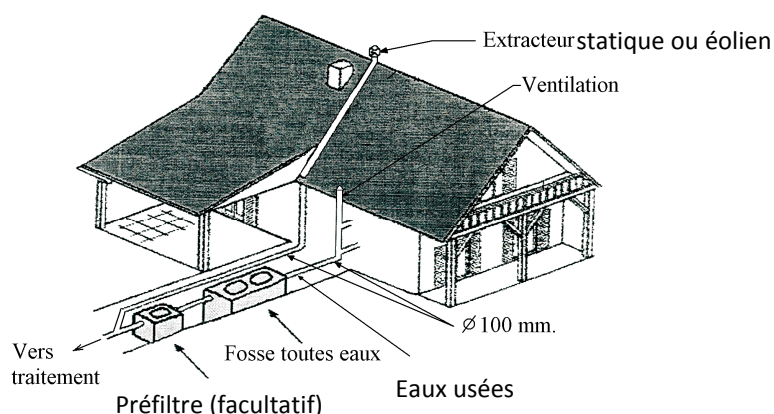 Extracteur statique ou éolien
Ventilation
∅ 100 mm.
Vers
traitement
Fosse toutes eaux
Eaux usées
Préfiltre (facultatif)